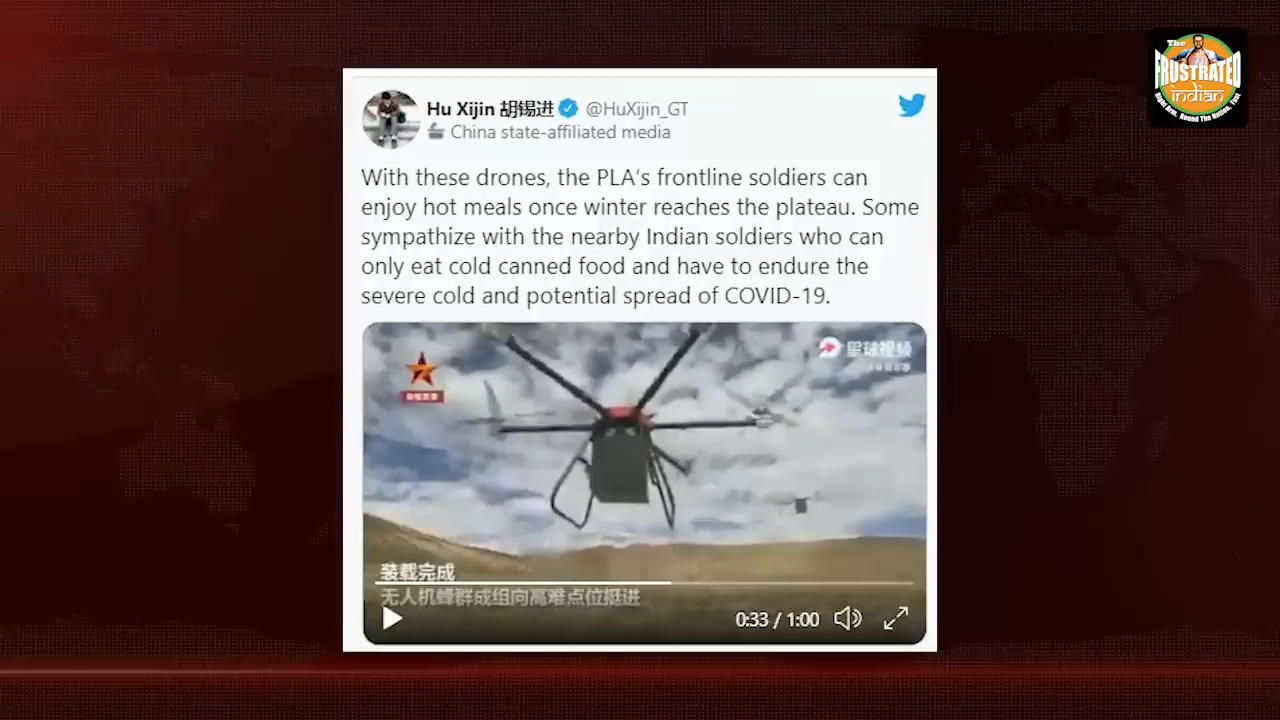 The
FRUSTRATED
indian
Hu Xijin 胡锡进 @HuXijin_GT
China state-affiliated media
With these drones, the PLA's frontline soldiers can
enjoy hot meals once winter reaches the plateau. Some
sympathize with the nearby Indian soldiers who can
only eat cold canned food and have to endure the
severe cold and potential spread of COVID-19.
星球视频
装载完成
无人机蜂群成组向高难点位挺进
0:33 / 1:00